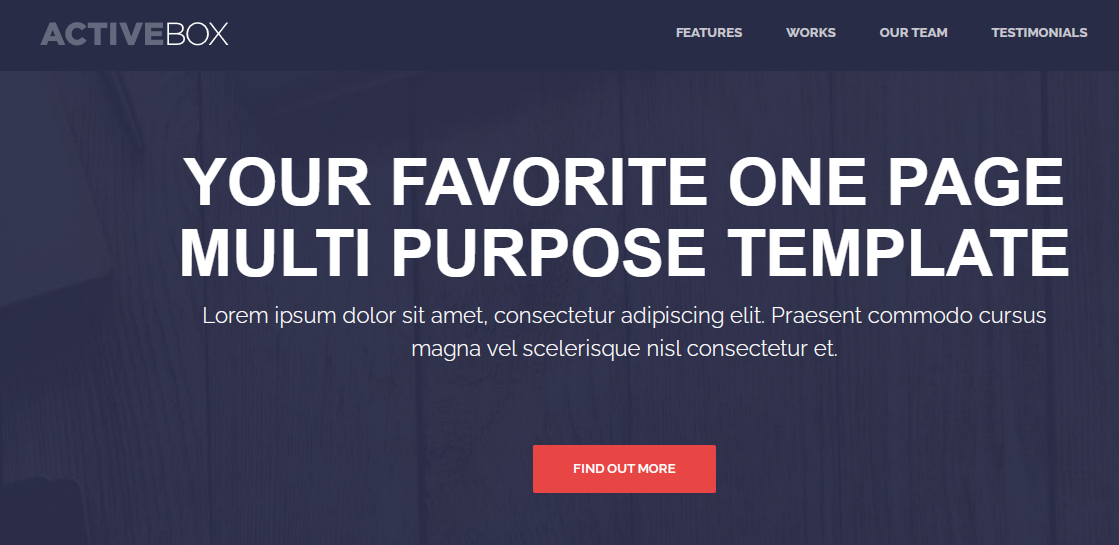 ACTIVEBOX
FEATURES WORKS OUR TEAM TESTIMONIALS
YOUR FAVORITE ONE PAGE
MULTI PURPOSE TEMPLATE
Lorem ipsum dolor sit amet, consectetur adipiscing elit. Praesent commodo cursus
magna vel scelerisque nisl consectetur et.
FIND OUT MORE